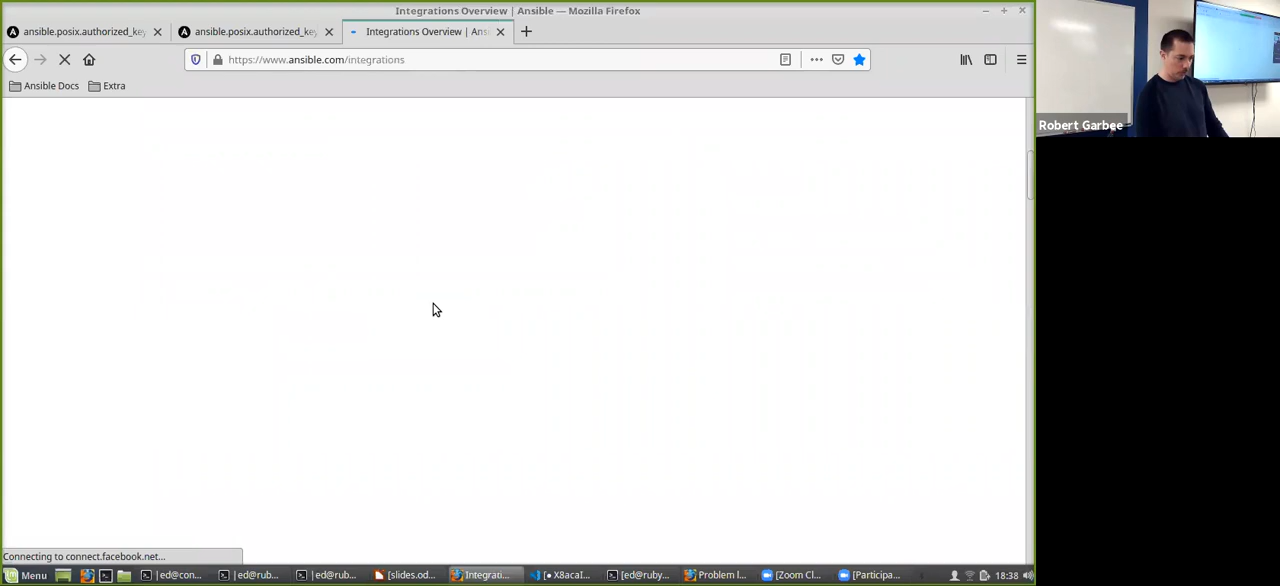 Integrations Overview | Ansible — Mozilla Firefox
ansible.posix.authorized_key
ansible.posix.authorized_key
Integrations Overview | Ans
https://www.ansible.com/integrations
Ansible Docs
Extra
Robert Garbee
Connecting to connect.facebook.net...
Menu
|ed@con...
|ed@rub...
|ed@rub...
[slides.od...
Integrati...
[● X8acaI...
[ed@ruby...
Problem l...
[Zoom Cl...
[Participa...
18:38